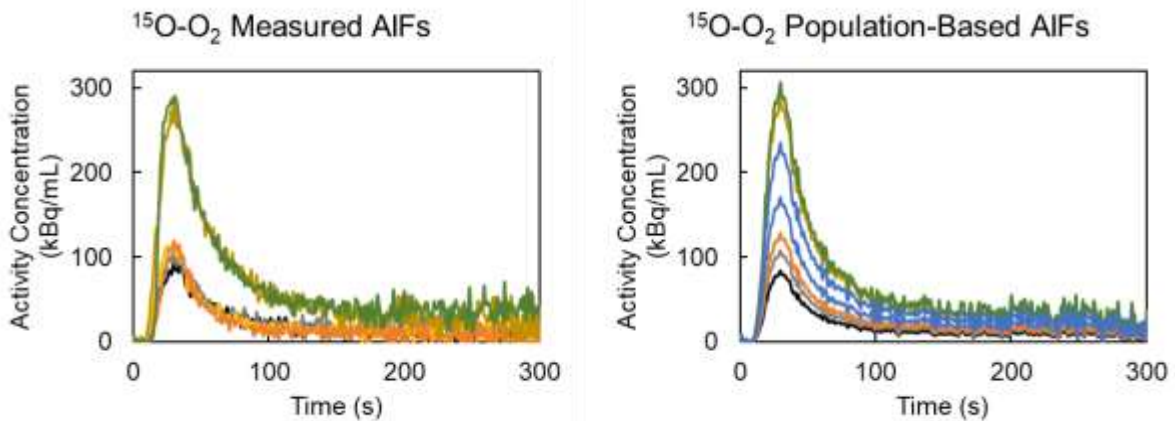 ¹⁵O-O₂ Measured AIFs
Activity Concentration
(kBq/mL)
300
200
100
0
0 100 200 300
Time (s)
¹⁵O-O₂ Population-Based AIFs
Activity Concentration
(kBq/mL)
300
200
100
0
0 100 200 300
Time (s)